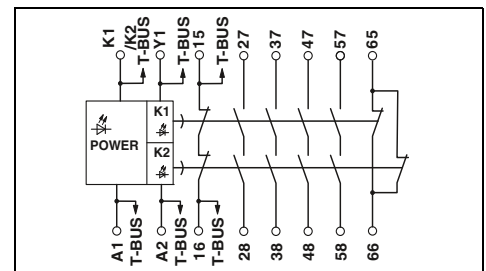 K1
/K2
T-BUS
Y1
T-BUS
15
T-BUS
27
37
47
57
65
K1
POWER
K2
A1
T-BUS
A2
T-BUS
16
T-BUS
28
38
48
58
66